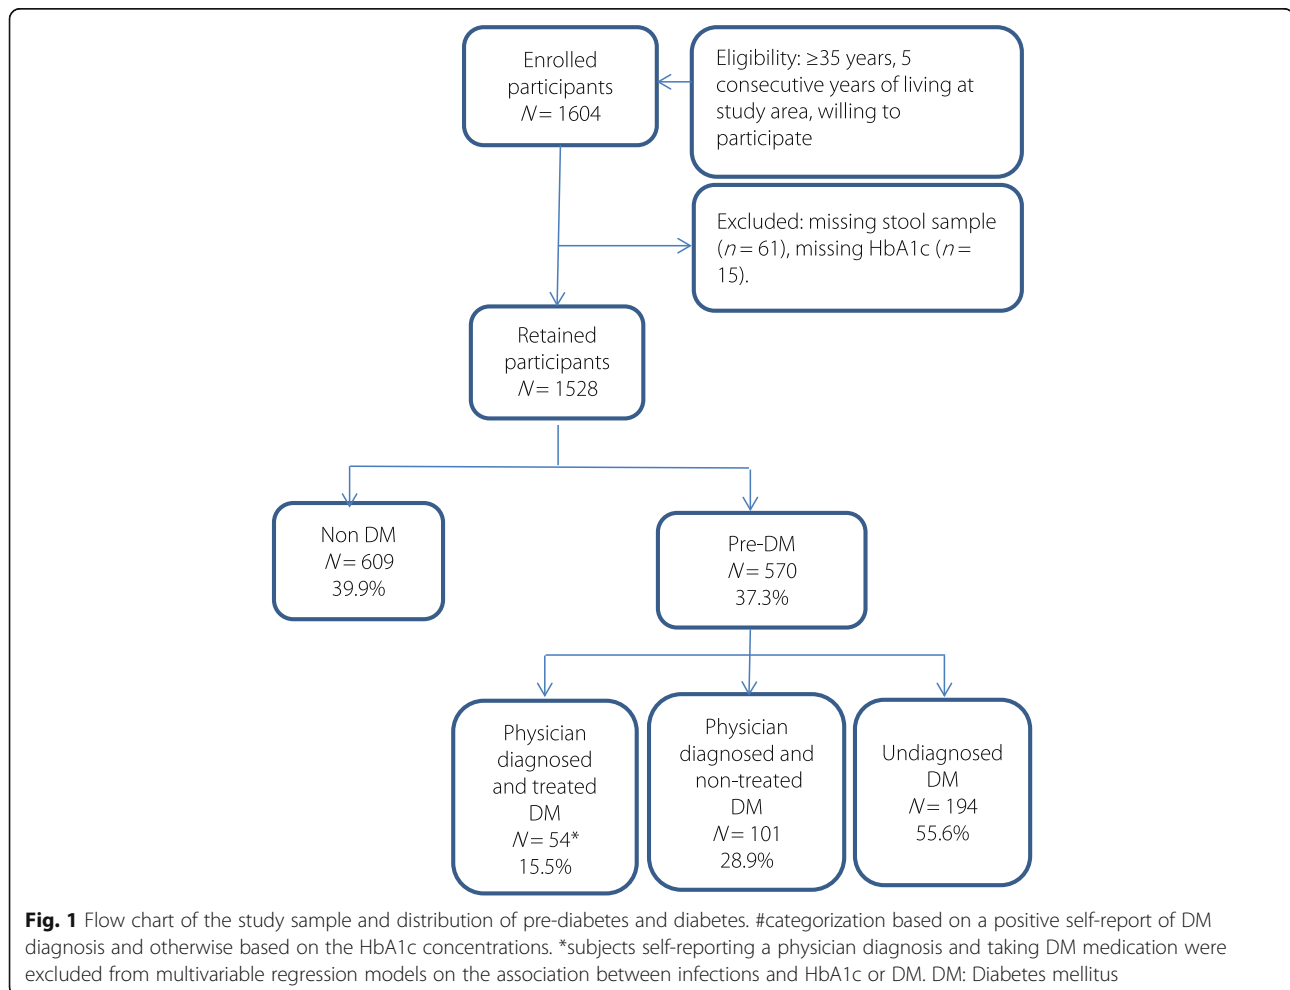 Enrolled
participants
N = 1604
Eligibility: ≥35 years, 5
consecutive years of living at
study area, willing to
participate
Excluded: missing stool sample
(n = 61), missing HbA1c (n =
15).
Retained
participants
N = 1528
Non DM
N = 609
39.9%
Pre-DM
N = 570
37.3%
Physician
diagnosed
and treated
DM
N = 54*
15.5%
Physician
diagnosed and
non-treated
DM
N = 101
28.9%
Undiagnosed
DM
N = 194
55.6%
Fig. 1 Flow chart of the study sample and distribution of pre-diabetes and diabetes. #categorization based on a positive self-report of DM
diagnosis and otherwise based on the HbA1c concentrations. *subjects self-reporting a physician diagnosis and taking DM medication were
excluded from multivariable regression models on the association between infections and HbA1c or DM. DM: Diabetes mellitus